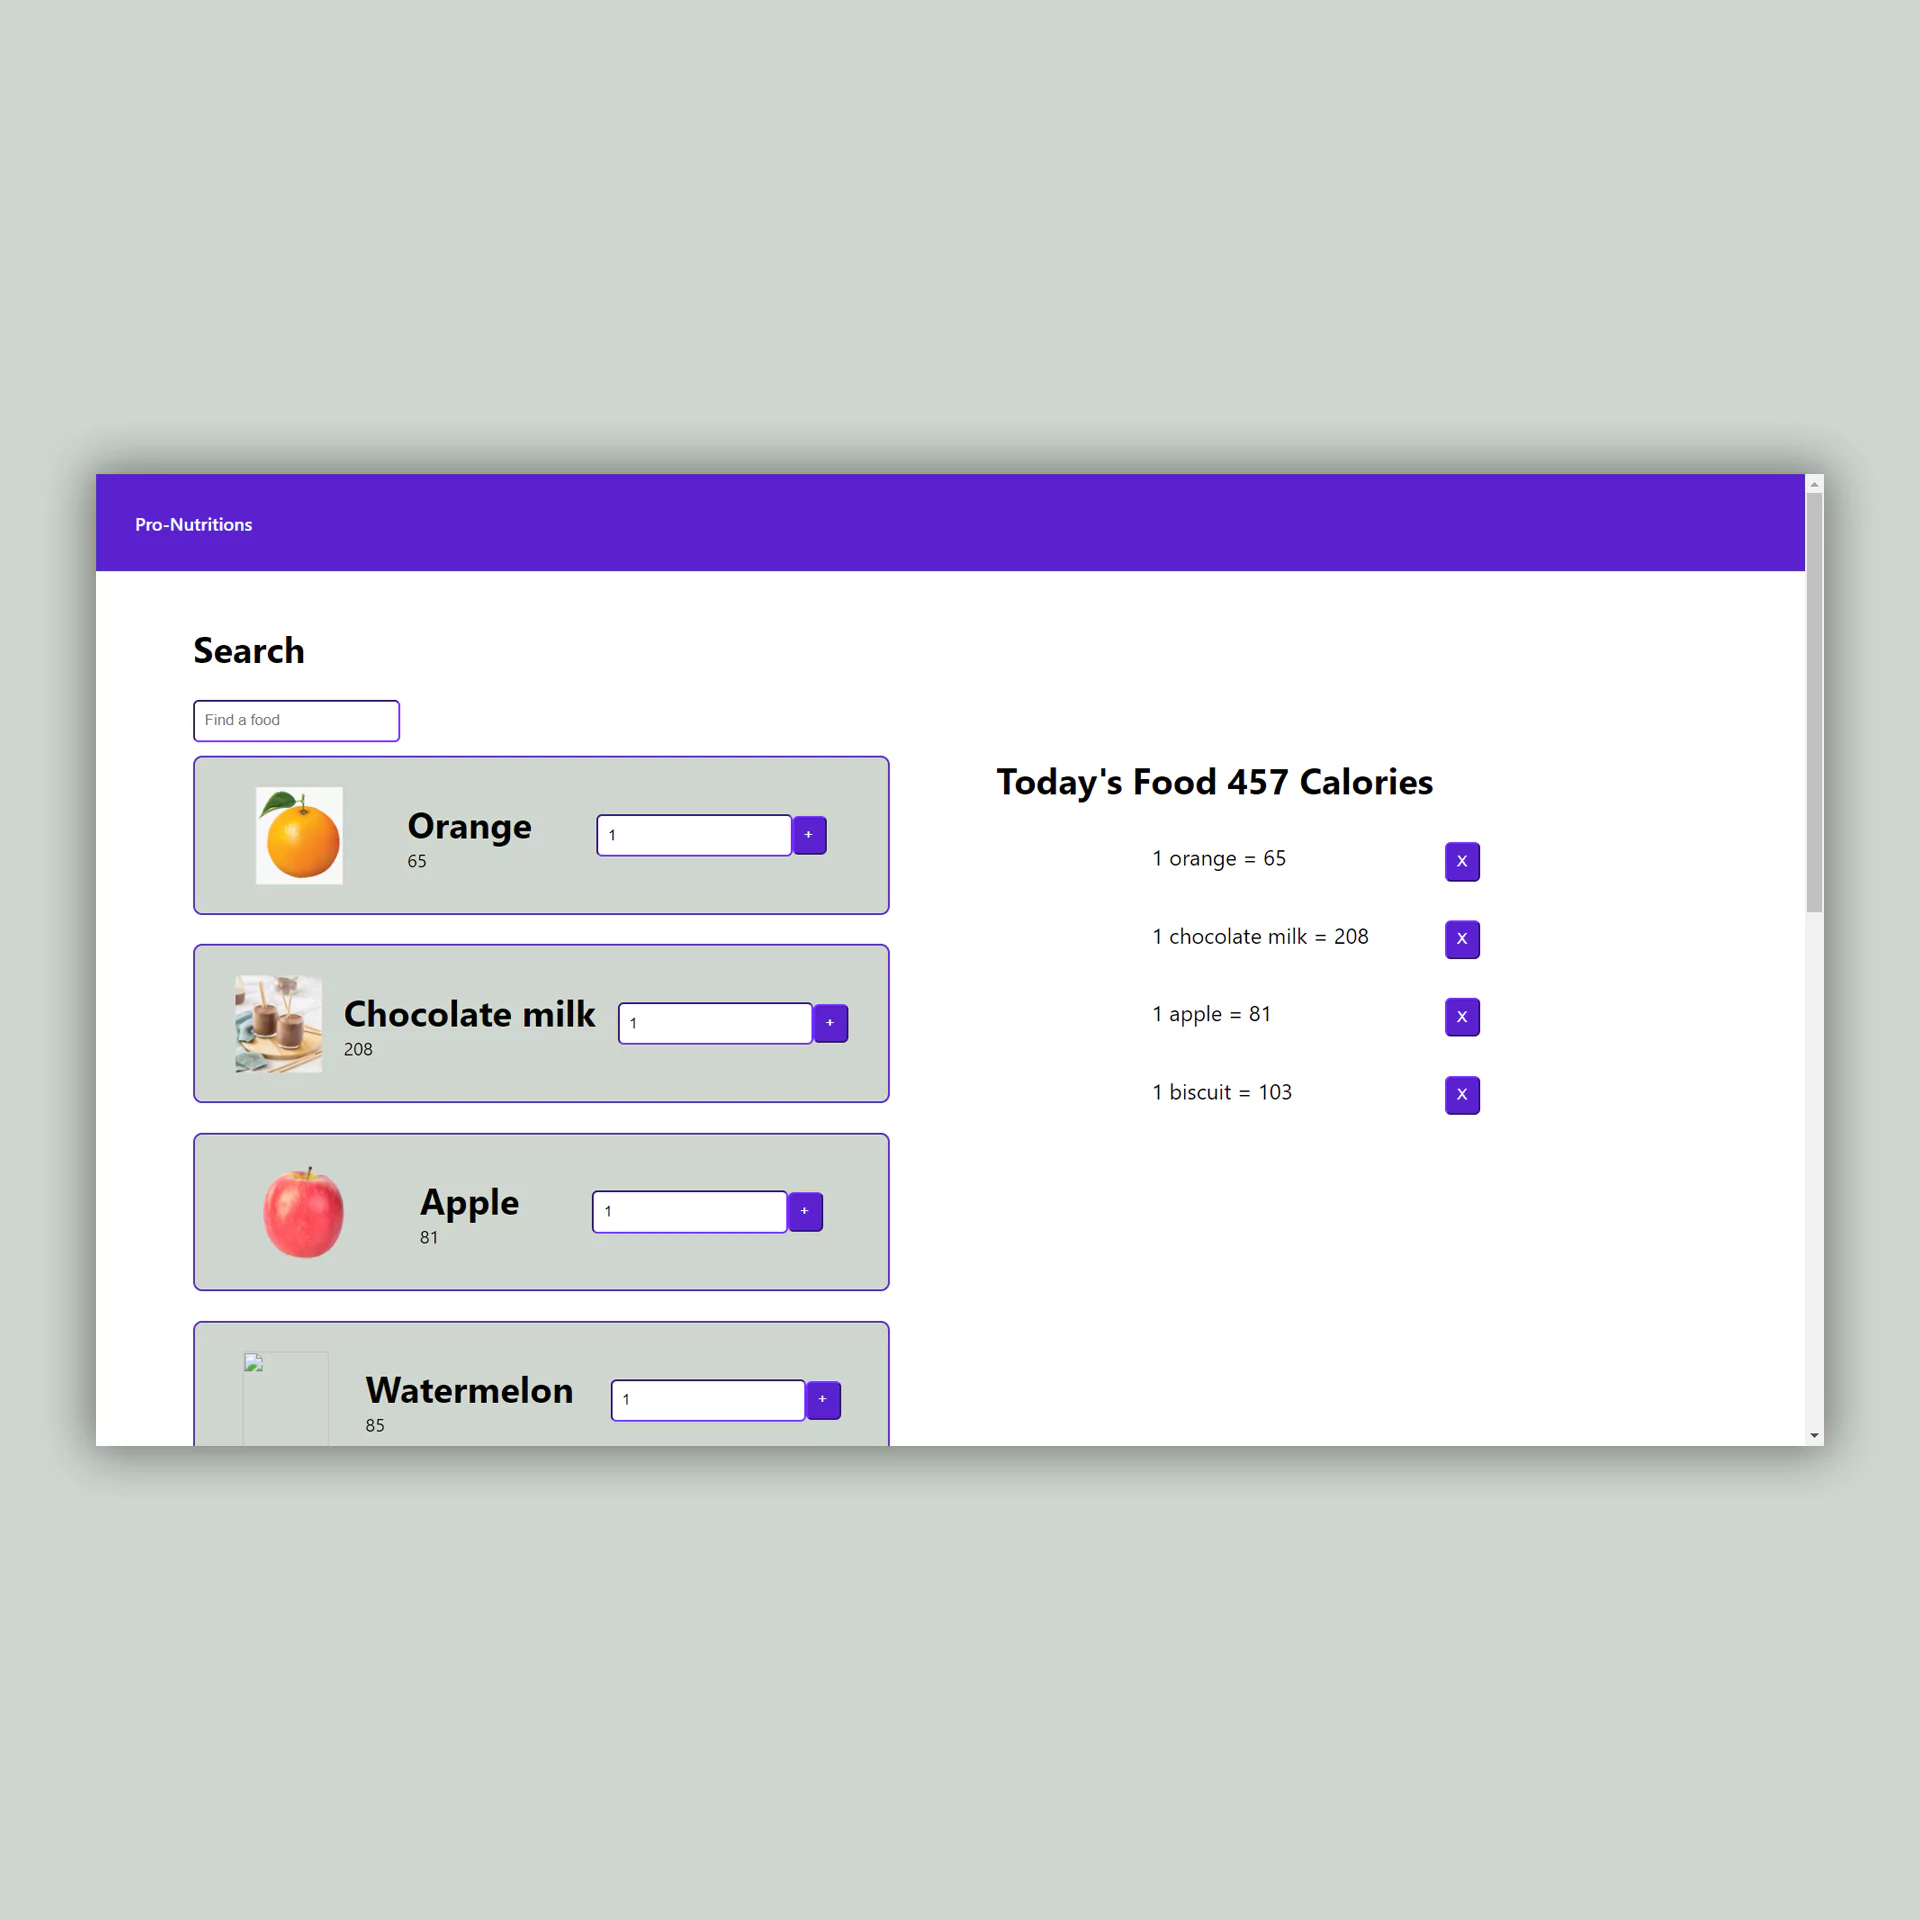 Pro-Nutritions
Search
Find a food
Orange
65
1
+
Chocolate milk
208
1
+
Apple
81
1
+
Watermelon
85
1
+
Today's Food 457 Calories
1 orange = 65
X
1 chocolate milk = 208
X
1 apple = 81
X
1 biscuit = 103
X